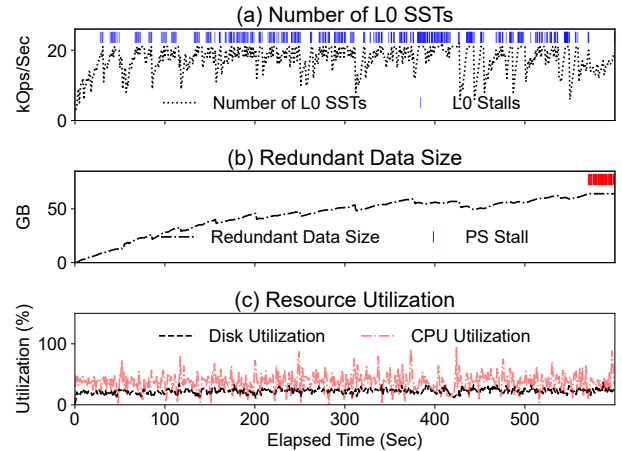 (a) Number of L0 SSTs
kOps/Sec
20
0
Number of L0 SSTs
L0 Stalls
(b) Redundant Data Size
GB
50
0
Redundant Data Size
PS Stall
(c) Resource Utilization
Utilization (%)
100
0
Disk Utilization
CPU Utilization
0 100 200 300 400 500
Elapsed Time (Sec)